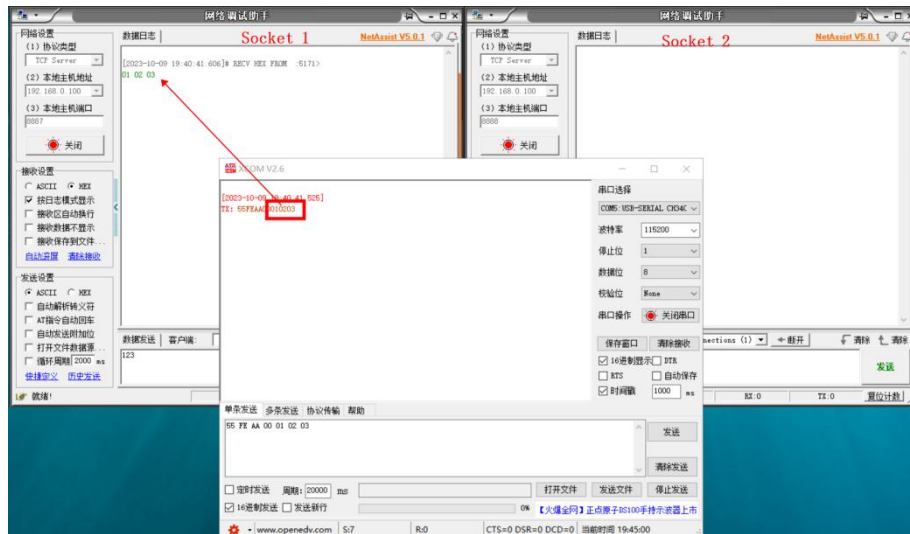 网络调试助手
网络设置
(1) 协议类型
TCP Server
(2) 本地主机地址
192.168.0.100
(3) 本地主机端口
8887
关闭
接收设置
ASCII HEX
按日志模式显示
接收区自动换行
接收数据不显示
接收保存到文件...
自动滚屏 清除接收
发送设置
ASCII HEX
自动解析转义符
AT指令自动回车
自动发送附加位
打开文件数据源...
循环周期 2000 ms
快捷定义 历史发送
就绪!
数据日志
Socket 1
NetAssist V5.0.1
[2023-10-09 19:40:41.606]# RECV HEX FROM :5171>
01 02 03
数据发送 客户端:
123
网络调试助手
网络设置
(1) 协议类型
TCP Server
(2) 本地主机地址
192.168.0.100
(3) 本地主机端口
8888
关闭
数据日志
Socket 2
NetAssist V5.0.1
nections (1) 断开 清除 清除
发送
RX:0 TX:0 复位计数
XCOM V2.6
[2023-10-09 19:40:41.525]
TX: 55FEAA00010203
串口选择
COM5: USB-SERIAL CH340
波特率 115200
停止位 1
数据位 8
校验位 None
串口操作 关闭串口
保存窗口 清除接收
16进制显示 DTR
RTS 自动保存
时间戳 1000 ms
单条发送 多条发送 协议传输 帮助
55 FE AA 00 01 02 03
发送
清除发送
定时发送 周期: 20000 ms 打开文件 发送文件 停止发送
16进制发送 发送新行 0% 【火爆全网】正点原子DS100手持示波器上市
www.openedv.com S:7 R:0 CTS=0 DSR=0 DCD=0 当前时间 19:45:00